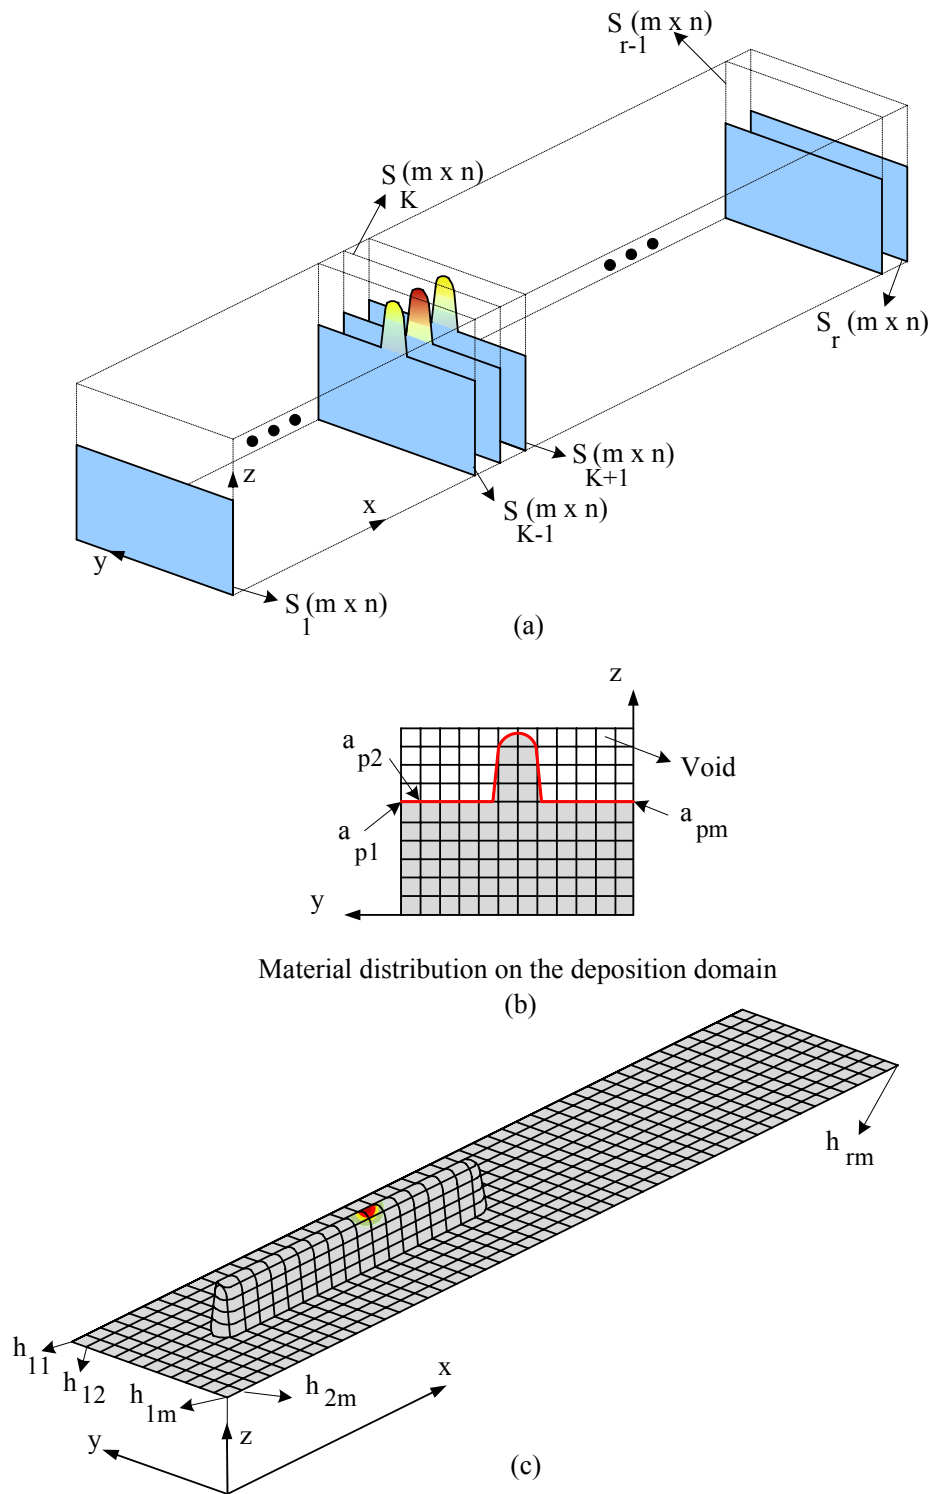 S (m x n)
r-1
S (m x n)
K
S (m x n)
r
S (m x n)
K+1
S (m x n)
K-1
z
x
y
S (m x n)
1
(a)
z
a
p2
Void
a
p1
a
pm
y
Material distribution on the deposition domain
(b)
h
rm
h
11
h
12
h
1m
h
2m
x
y
z
(c)